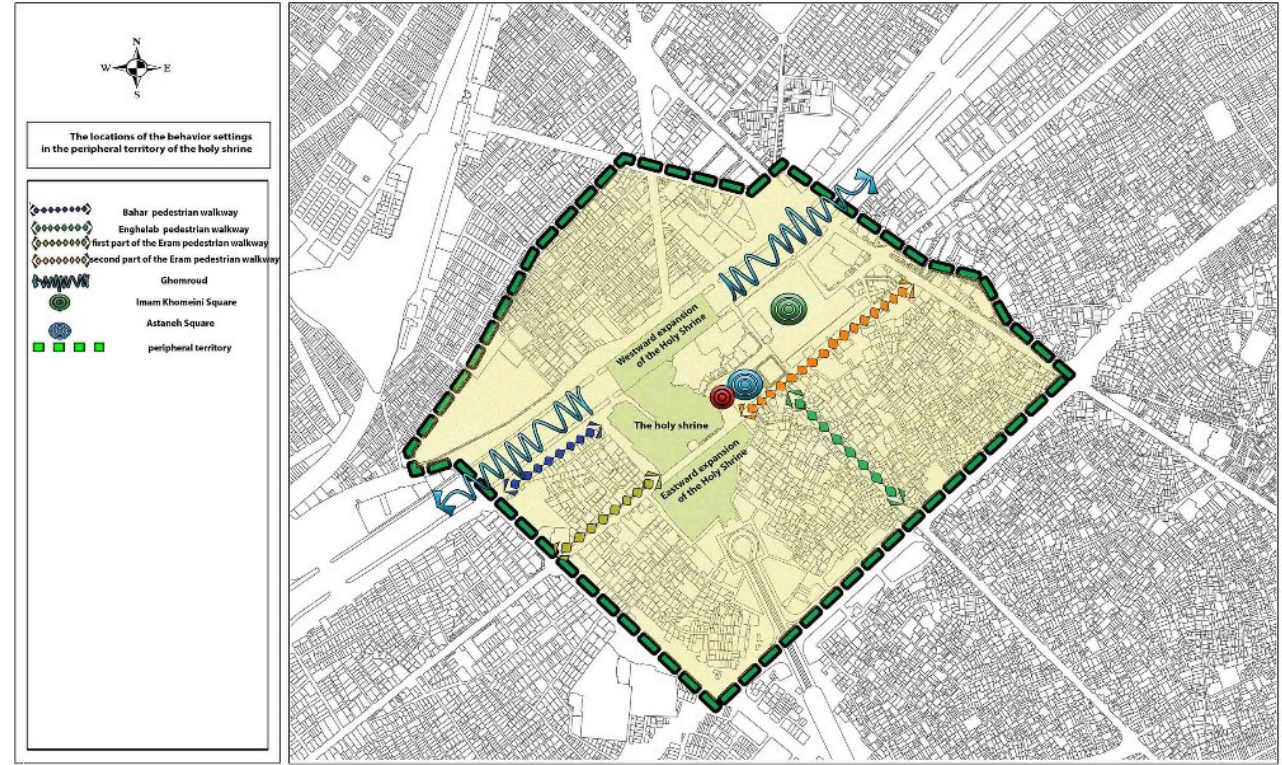 N
W E
S
The locations of the behavior settings
in the peripheral territory of the holy shrine
Bahar pedestrian walkway
Enghelab pedestrian walkway
first part of the Eram pedestrian walkway
second part of the Eram pedestrian walkway
Ghomroud
Imam Khomeini Square
Astaneh Square
peripheral territory
Westward expansion
of the Holy Shrine
The holy shrine
Eastward expansion
of the Holy Shrine